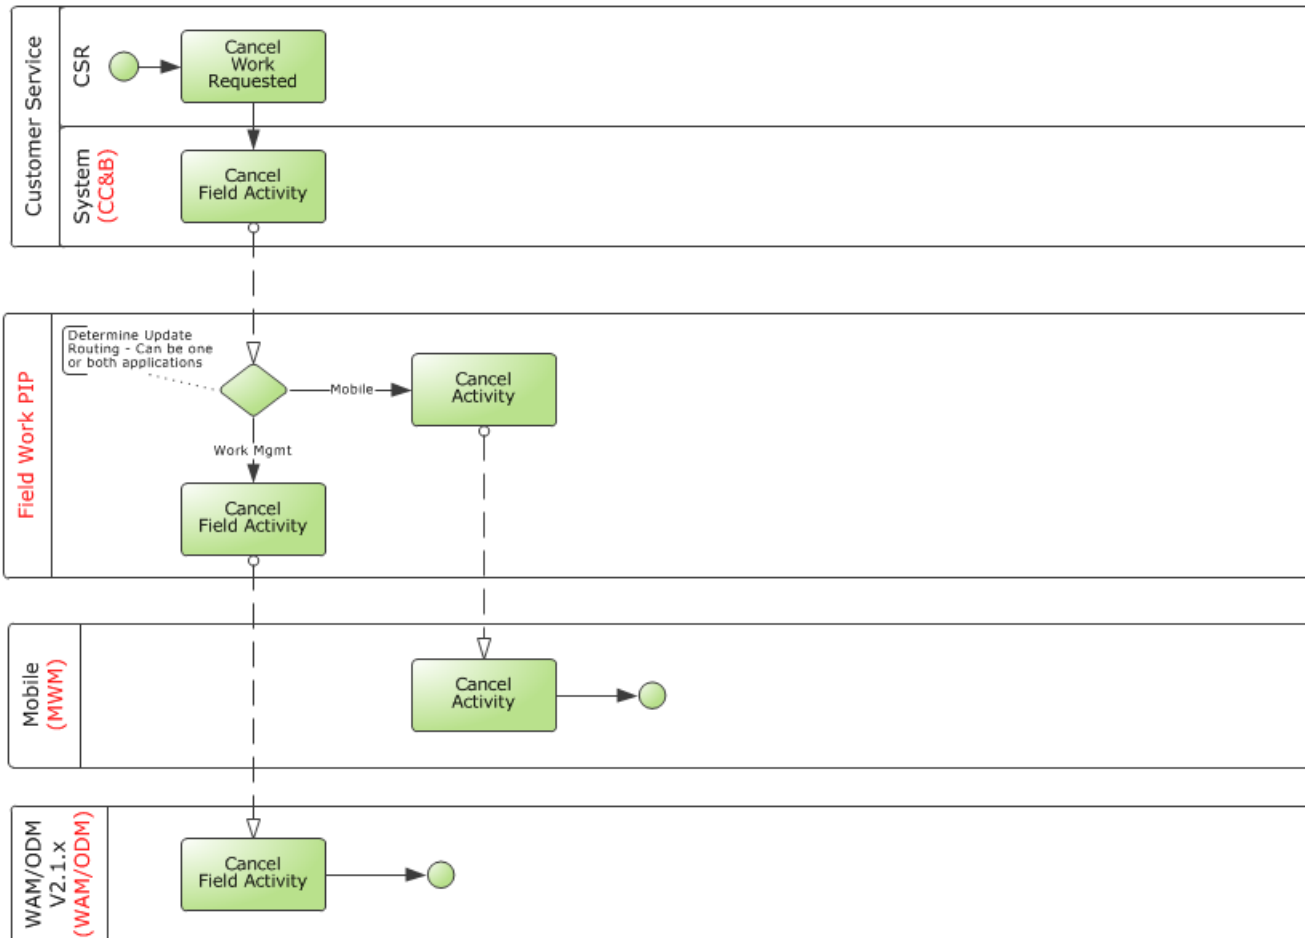 Customer Service
CSR
Cancel
Work
Requested
System
(CC&B)
Cancel
Field Activity
Field Work PIP
Determine Update
Routing - Can be one
or both applications
Mobile
Cancel
Activity
Work Mgmt
Cancel
Field Activity
Mobile
(MWM)
Cancel
Activity
WAM/ODM
V2.1.x
(WAM/ODM)
Cancel
Field Activity